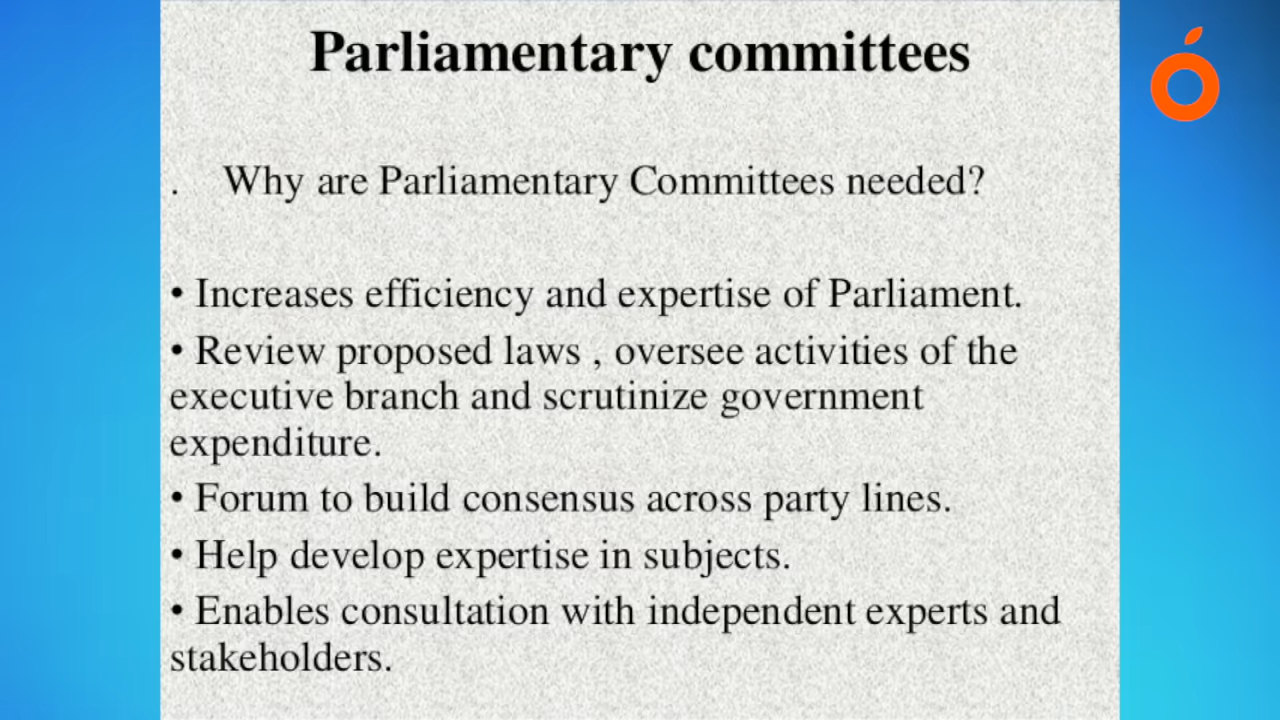 Parliamentary committees
. Why are Parliamentary Committees needed?
• Increases efficiency and expertise of Parliament.
• Review proposed laws , oversee activities of the
executive branch and scrutinize government
expenditure.
• Forum to build consensus across party lines.
• Help develop expertise in subjects.
• Enables consultation with independent experts and
stakeholders.